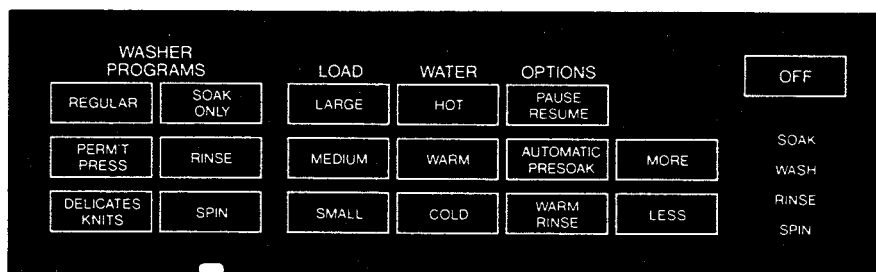 WASHER
PROGRAMS
LOAD
WATER
OPTIONS
OFF
REGULAR
SOAK
ONLY
LARGE
HOT
PAUSE
RESUME
PERM'T
PRESS
RINSE
MEDIUM
WARM
AUTOMATIC
PRESOAK
MORE
DELICATES
KNITS
SPIN
SMALL
COLD
WARM
RINSE
LESS
SOAK
WASH
RINSE
SPIN